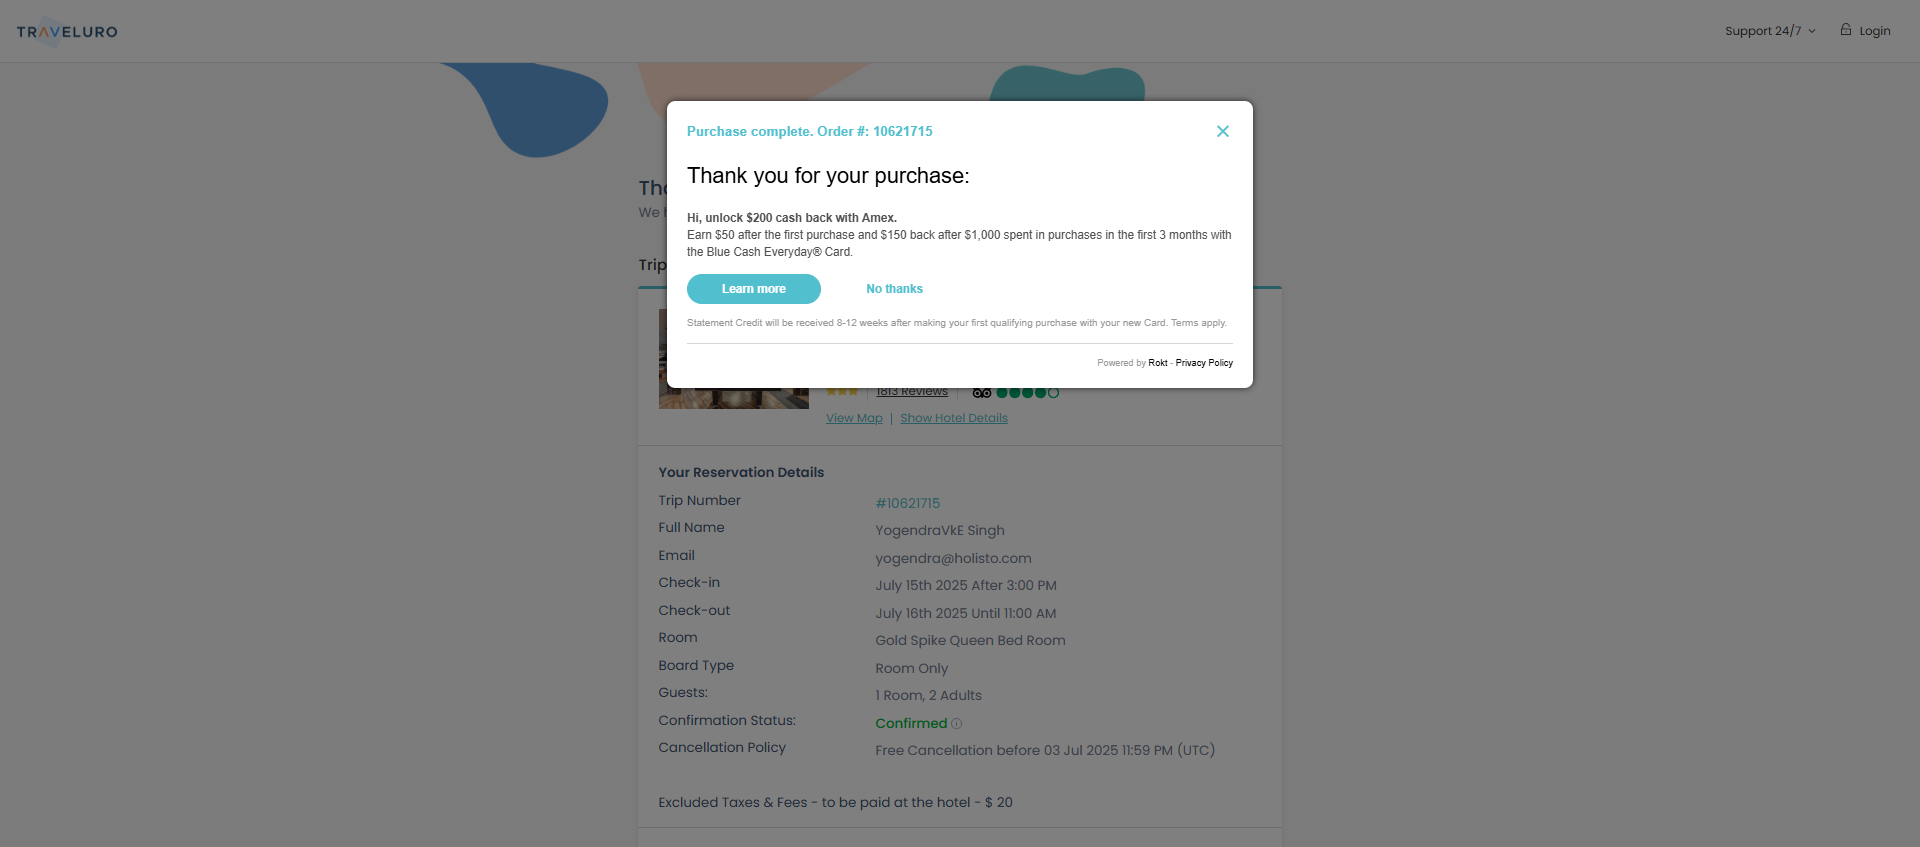 TRAVELURO
Support 24/7
Login
Purchase complete. Order #: 10621715
Thank you for your purchase:
Hi, unlock $200 cash back with Amex.
Earn $50 after the first purchase and $150 back after $1,000 spent in purchases in the first 3 months with
the Blue Cash Everyday® Card.
Learn more
No thanks
Statement Credit will be received 8-12 weeks after making your first qualifying purchase with your new Card. Terms apply.
Powered by Rokt - Privacy Policy
We
Trip
1813 Reviews
View Map | Show Hotel Details
Your Reservation Details
Trip Number #10621715
Full Name YogendraVkE Singh
Email yogendra@holisto.com
Check-in July 15th 2025 After 3:00 PM
Check-out July 16th 2025 Until 11:00 AM
Room Gold Spike Queen Bed Room
Board Type Room Only
Guests: 1 Room, 2 Adults
Confirmation Status: Confirmed
Cancellation Policy Free Cancellation before 03 Jul 2025 11:59 PM (UTC)
Excluded Taxes & Fees - to be paid at the hotel - $ 20